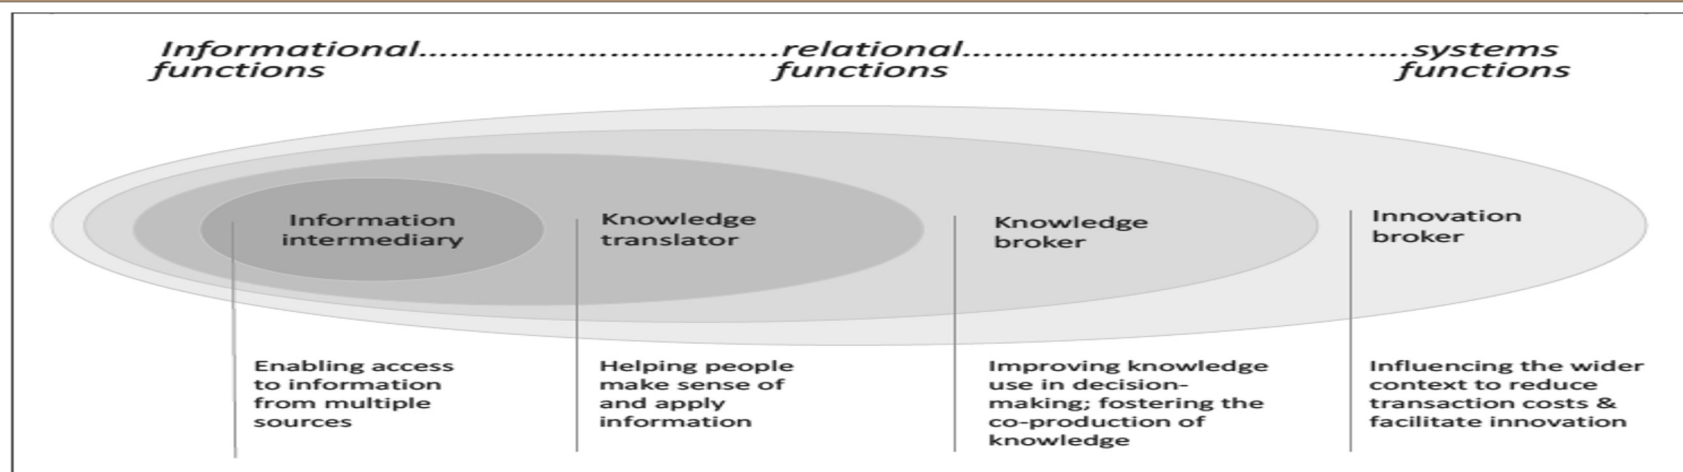 Informational..................................relational.........................................systems
functions functions functions
Information
intermediary
Knowledge
translator
Knowledge
broker
Innovation
broker
Enabling access
to information
from multiple
sources
Helping people
make sense of
and apply
information
Improving knowledge
use in decision-
making; fostering the
co-production of
knowledge
Influencing the wider
context to reduce
transaction costs &
facilitate innovation